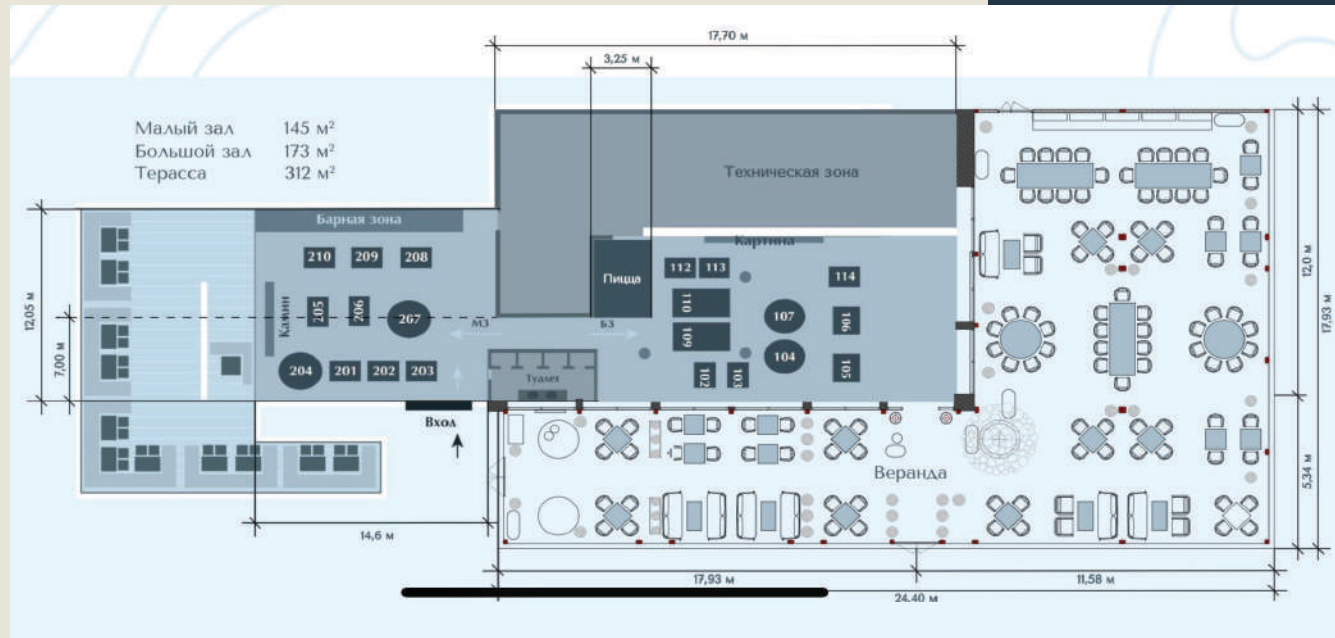 17,70 м
3,25 м
Малый зал 145 м²
Большой зал 173 м²
Терасса 312 м²
Техническая зона
Барная зона
Картина
210 209 208
112 113
114
Пицца
12,05 м
7,00 м
Камин
205 206 207
110
107
106
12,0 м
17,93 м
МЗ
БЗ
109
104
105
204 201 202 203
102 103
Туалет
Вход
Веранда
5,34 м
14,6 м
17,93 м
11,58 м
24,40 м